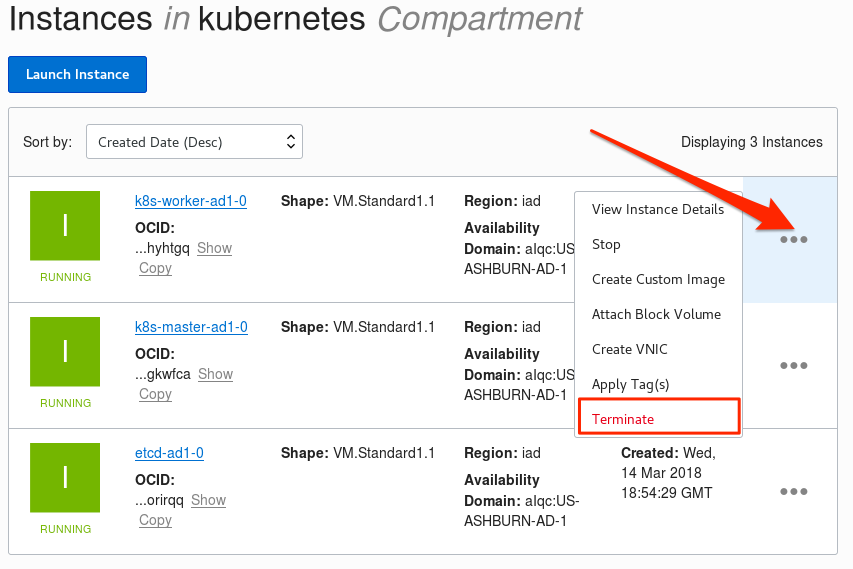 Instances in kubernetes Compartment
Launch Instance
Sort by: Created Date (Desc) Displaying 3 Instances
I
RUNNING
k8s-worker-ad1-0
OCID:
...hyhtgq Show
Copy
Shape: VM.Standard1.1
Region: iad
Availability
Domain: aIqc:US
ASHBURN-AD-1
View Instance Details
Stop
Create Custom Image
Attach Block Volume
Create VNIC
Apply Tag(s)
Terminate
I
RUNNING
k8s-master-ad1-0
OCID:
...gkwfca Show
Copy
Shape: VM.Standard1.1
Region: iad
Availability
Domain: aIqc:US
ASHBURN-AD-1
I
RUNNING
etcd-ad1-0
OCID:
...orirqq Show
Copy
Shape: VM.Standard1.1
Region: iad
Availability
Domain: aIqc:US-
ASHBURN-AD-1
Created: Wed,
14 Mar 2018
18:54:29 GMT